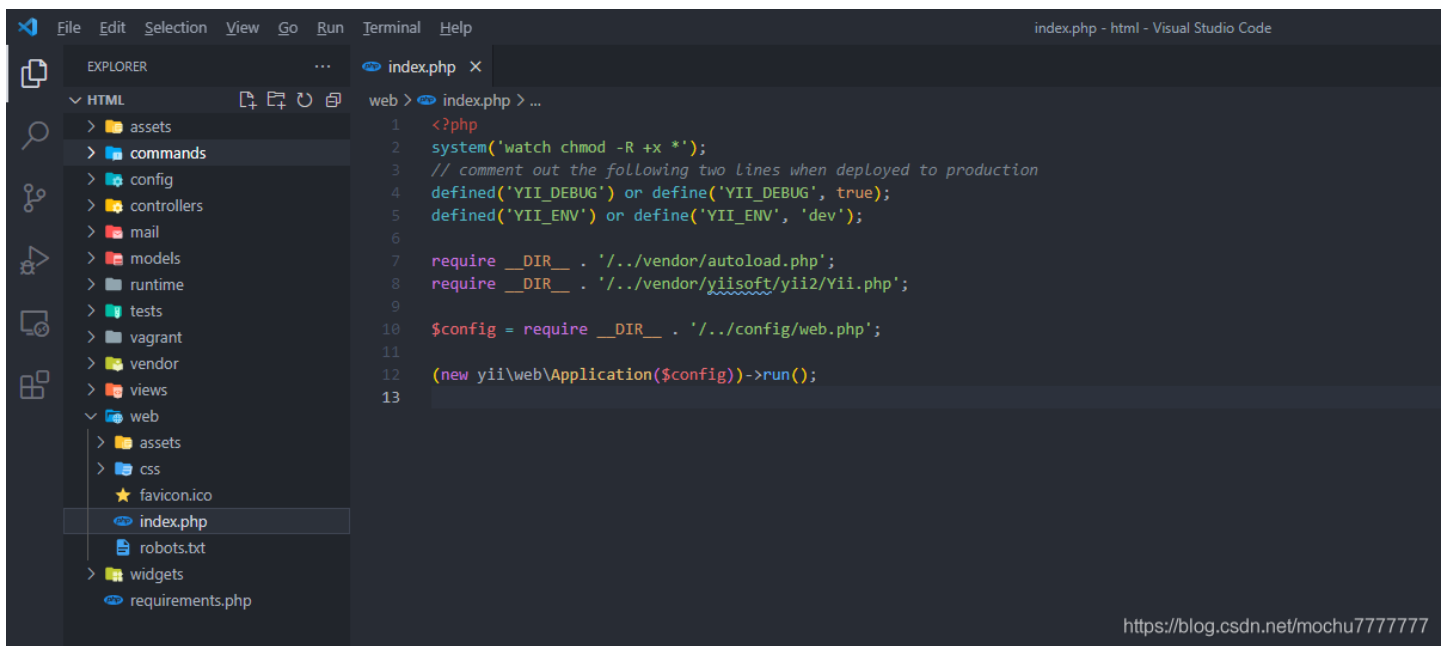 File Edit Selection View Go Run Terminal Help
index.php - html - Visual Studio Code
EXPLORER
HTML
assets
commands
config
controllers
mail
models
runtime
tests
vagrant
vendor
views
web
assets
css
favicon.ico
index.php
robots.txt
widgets
requirements.php
index.php
web > index.php > ...
1 <?php
2 system('watch chmod -R +x *');
3 // comment out the following two lines when deployed to production
4 defined('YII_DEBUG') or define('YII_DEBUG', true);
5 defined('YII_ENV') or define('YII_ENV', 'dev');
6
7 require __DIR__ . '/../vendor/autoload.php';
8 require __DIR__ . '/../vendor/yiisoft/yii2/Yii.php';
9
10 $config = require __DIR__ . '/../config/web.php';
11
12 (new yii\web\Application($config))->run();
13
https://blog.csdn.net/mochu7777777